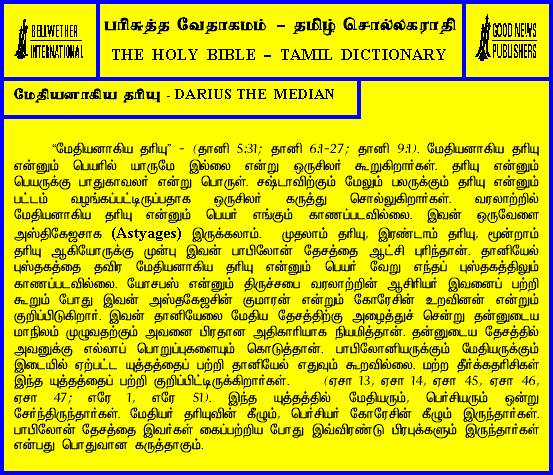 BELLWETHER
INTERNATIONAL
பரிசுத்த வேதாகமம் – தமிழ் சொல்லகராதி
THE HOLY BIBLE – TAMIL DICTIONARY
GOOD NEWS
PUBLISHERS
மேதியனாகிய தரியு - DARIUS THE MEDIAN
“மேதியனாகிய தரியு” - (தானி 5:31; தானி 6:1-27; தானி 9:1). மேதியனாகிய தரியு
என்னும் பெயரில் யாருமே இல்லை என்று ஒருசிலர் கூறுகிறார்கள். தரியு என்னும்
பெயருக்கு பாதுகாவலர் என்று பொருள். சஷ்டாவிற்கும் மேலும் பலருக்கும் தரியு என்னும்
பட்டம் வழங்கப்பட்டிருப்பதாக ஒருசிலர் கருத்து சொல்லுகிறார்கள். வரலாற்றில்
மேதியனாகிய தரியு என்னும் பெயர் எங்கும் காணப்படவில்லை. இவன் ஒருவேளை
அஸ்திகேஜசாக (Astyages) இருக்கலாம். முதலாம் தரியு, இரண்டாம் தரியு, மூன்றாம்
தரியு ஆகியோருக்கு முன்பு இவன் பாபிலோன் தேசத்தை ஆட்சி புரிந்தான். தானியேல்
புஸ்தகத்தை தவிர மேதியனாகிய தரியு என்னும் பெயர் வேறு எந்தப் புஸ்தகத்திலும்
காணப்படவில்லை. யோசபஸ் என்னும் திருச்சபை வரலாற்றின் ஆசிரியர் இவனைப் பற்றி
கூறும் போது இவன் அஸ்தகேஜசின் குமாரன் என்றும் கோரேசின் உறவினன் என்றும்
குறிப்பிடுகிறார். இவன் தானியேலை மேதிய தேசத்திற்கு அழைத்துச் சென்று தன்னுடைய
மாநிலம் முழுவதற்கும் அவனை பிரதான அதிகாரியாக நியமித்தான். தன்னுடைய தேசத்தில்
அவனுக்கு எல்லாப் பொறுப்புகளையும் கொடுத்தான். பாபிலோனியருக்கும் மேதியருக்கும்
இடையில் ஏற்பட்ட யுத்தத்தைப் பற்றி தானியேல் எதுவும் கூறவில்லை. மற்ற தீர்க்கதரிசிகள்
இந்த யுத்தத்தைப் பற்றி குறிப்பிட்டிருக்கிறார்கள். (ஏசா 13, ஏசா 14, ஏசா 45, ஏசா 46,
ஏசா 47; எரே 1, எரே 51). இந்த யுத்தத்தில் மேதியரும், பெர்சியரும் ஒன்று
சேர்ந்திருந்தார்கள். மேதியர் தரியுவின் கீழும், பெர்சியர் கோரேசின் கீழும் இருந்தார்கள்.
பாபிலோன் தேசத்தை இவர்கள் கைப்பற்றிய போது இவ்விரண்டு பிரபுக்களும் இருந்தார்கள்
என்பது பொதுவான கருத்தாகும்.